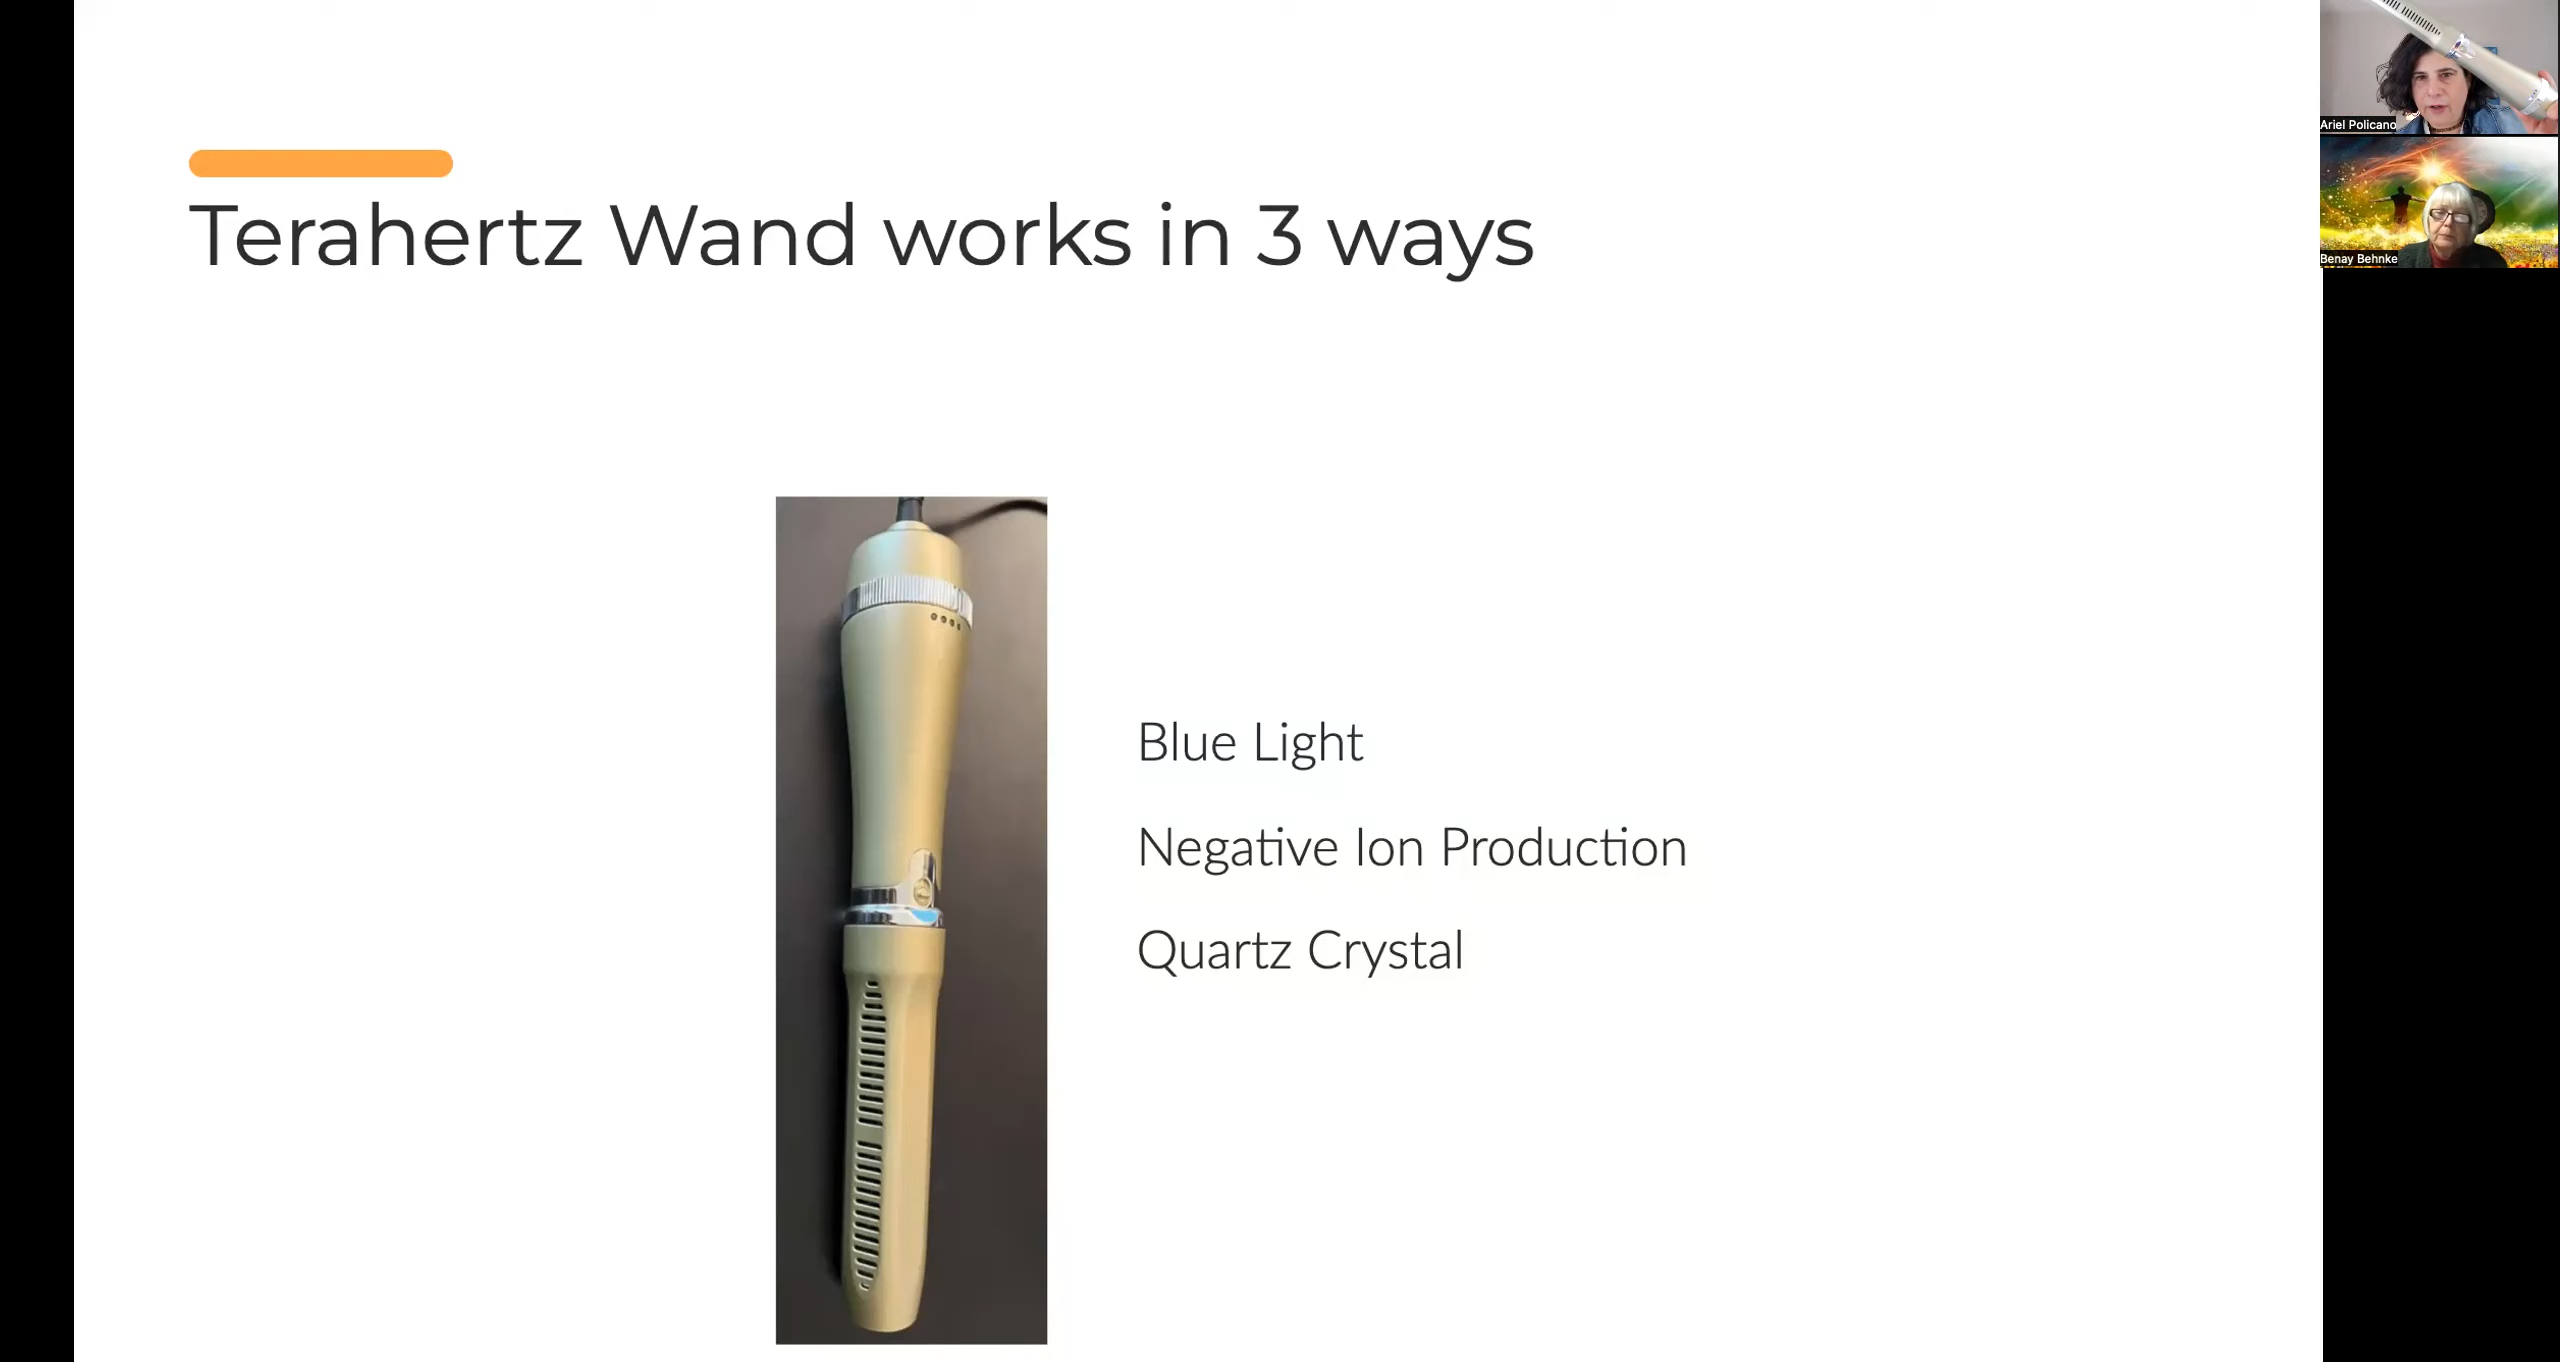 Terahertz Wand works in 3 ways
Blue Light
Negative Ion Production
Quartz Crystal
Ariel Policano
Benay Behnke